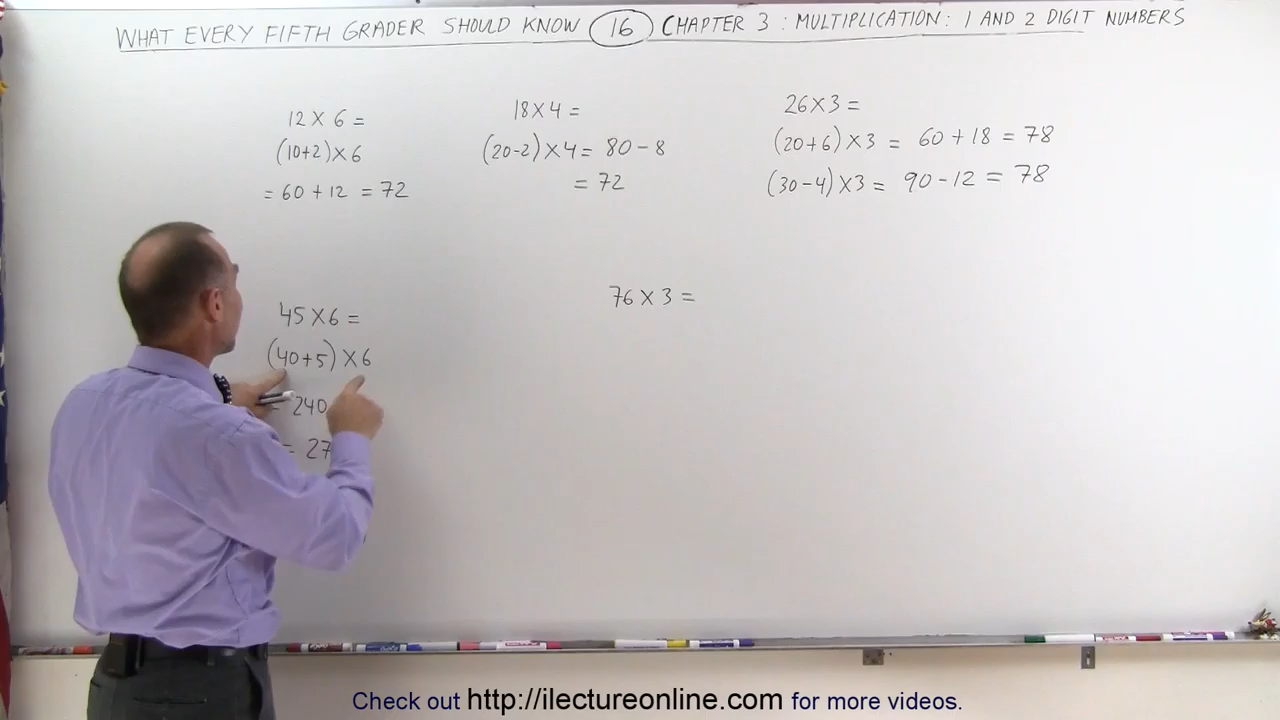 WHAT EVERY FIFTH GRADER SHOULD KNOW 16 CHAPTER 3 : MULTIPLICATION: 1 AND 2 DIGIT NUMBERS
12 X 6 =
(10+2) X 6
= 60 + 12 = 72
18 X 4 =
(20-2) X 4 = 80 - 8
= 72
26 X 3 =
(20+6) X 3 = 60 + 18 = 78
(30-4) X 3 = 90 - 12 = 78
45 X 6 =
(40+5) X 6
= 240
= 27
76 X 3 =
Check out http://ilectureonline.com for more videos.